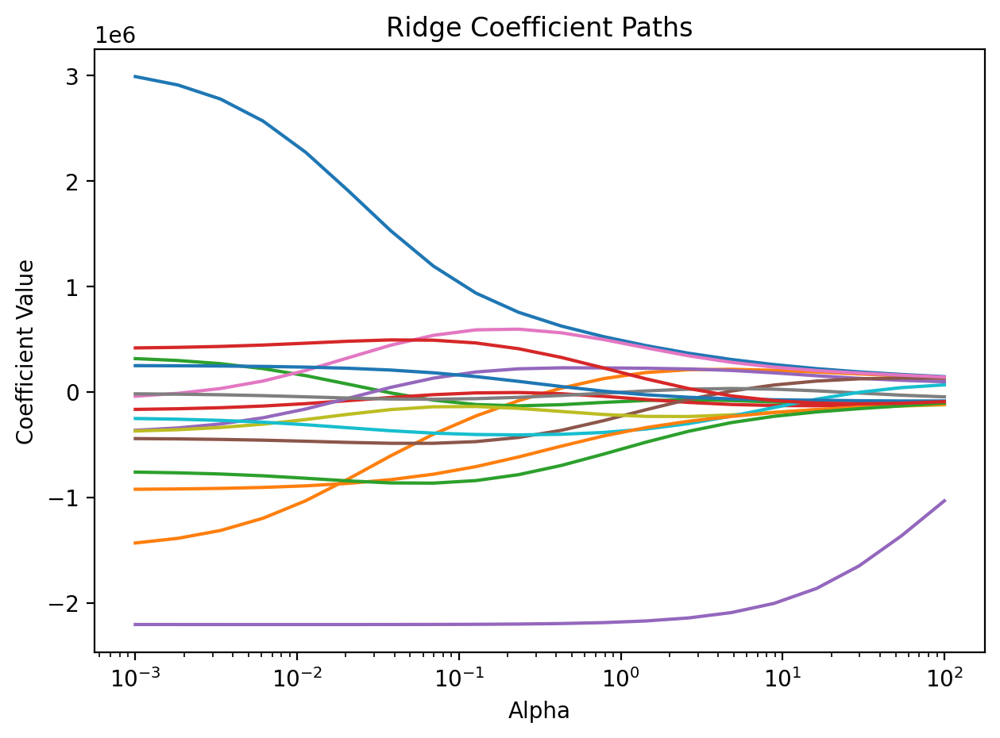 Ridge Coefficient Paths
1e6
3
2
1
0
−1
−2
Coefficient Value
10⁻³ 10⁻² 10⁻¹ 10⁰ 10¹ 10²
Alpha